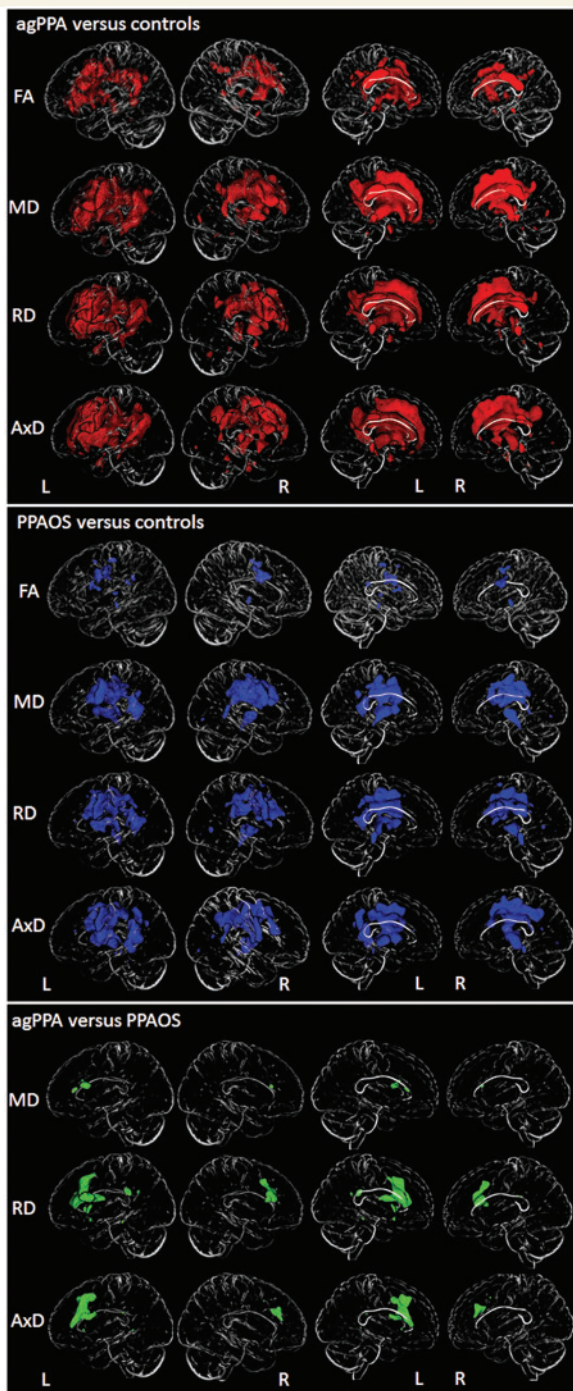 agPPA versus controls
FA
MD
RD
AxD
L R L R
PPAOS versus controls
FA
MD
RD
AxD
L R L R
agPPA versus PPAOS
MD
RD
AxD
L R L R